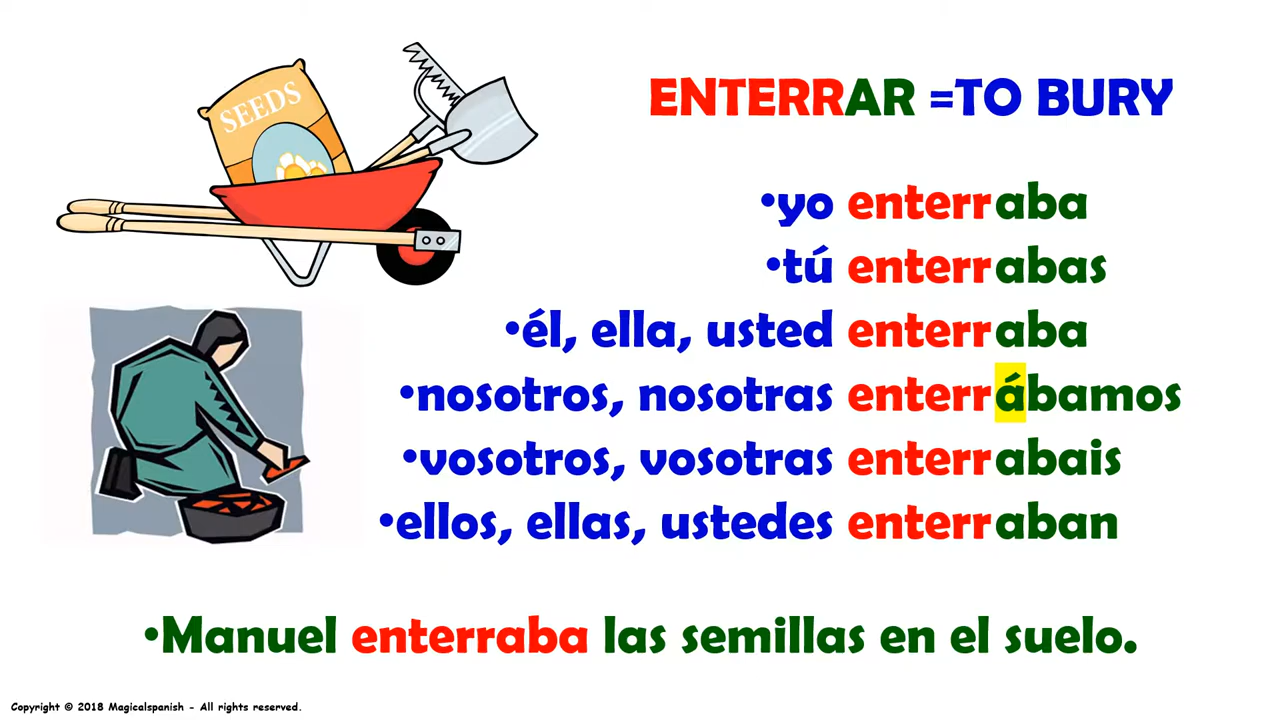 SEEDS
ENTERRAR =TO BURY
•yo enterraba
•tú enterrabas
•él, ella, usted enterraba
•nosotros, nosotras enterrábamos
•vosotros, vosotras enterrabais
•ellos, ellas, ustedes enterraban
•Manuel enterraba las semillas en el suelo.
Copyright © 2018 Magicalspanish - All rights reserved.